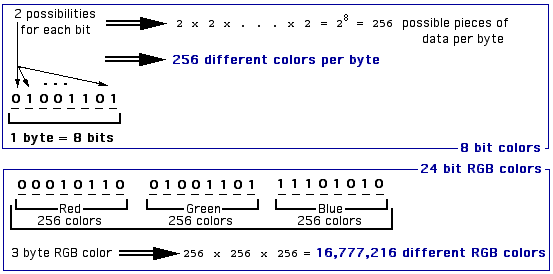 2 possibilities
for each bit
2 x 2 x . . . x 2 = 2^8 = 256 possible pieces of
data per byte
256 different colors per byte
. . .
0 1 0 0 1 1 0 1
1 byte = 8 bits
8 bit colors
24 bit RGB colors
0 0 0 1 0 1 1 0 0 1 0 0 1 1 0 1 1 1 1 0 1 0 1 0
Red Green Blue
256 colors 256 colors 256 colors
3 byte RGB color 256 x 256 x 256 = 16,777,216 different RGB colors